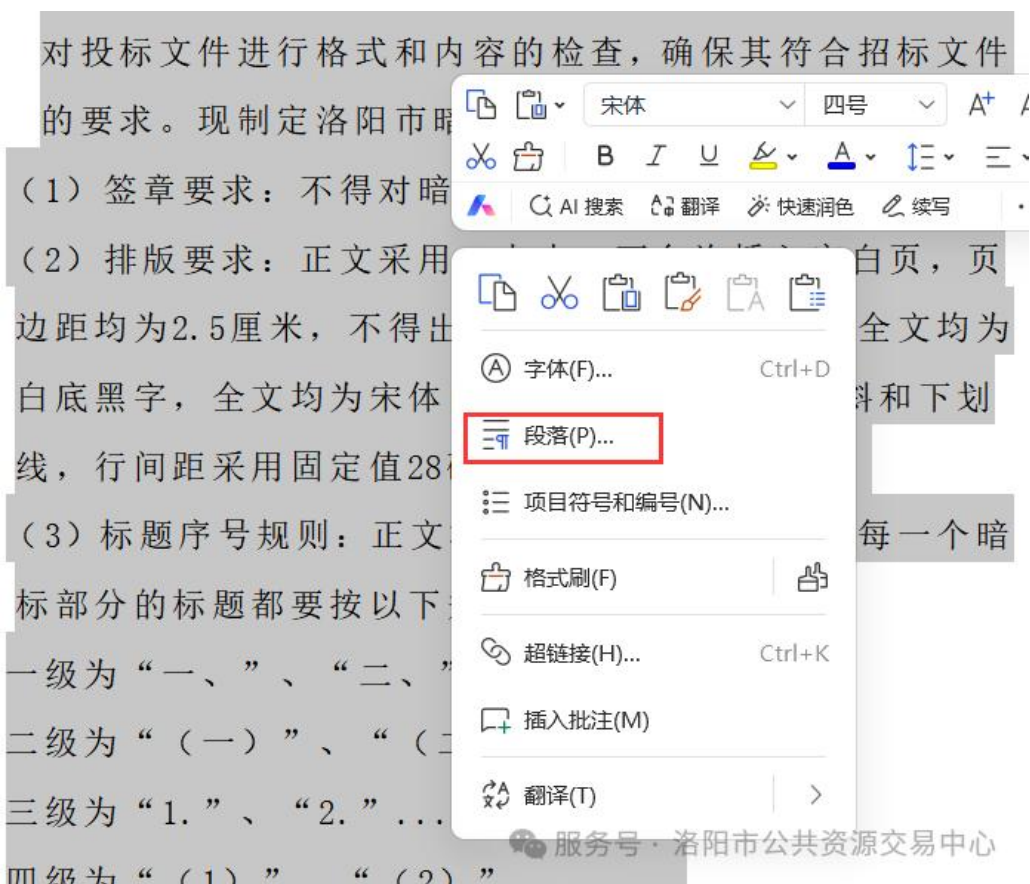 对投标文件进行格式和内容的检查，确保其符合招标文件
的要求。现制定洛阳市暗
宋体 四号 A+
B I U A
AI 搜索 翻译 快速润色 续写
（1）签章要求：不得对暗
（2）排版要求：正文采用 白页，页
边距均为2.5厘米，不得出 全文均为
白底黑字，全文均为宋体 和下划
线，行间距采用固定值28
（3）标题序号规则：正文 每一个暗
标部分的标题都要按以下
一级为“一、”、“二、”
二级为“（一）”、“（
三级为“1.”、“2.”...
四级为“（1）”、“（2）”
字体(F)... Ctrl+D
段落(P)...
项目符号和编号(N)...
格式刷(F)
超链接(H)... Ctrl+K
插入批注(M)
翻译(T)
服务号 · 洛阳市公共资源交易中心